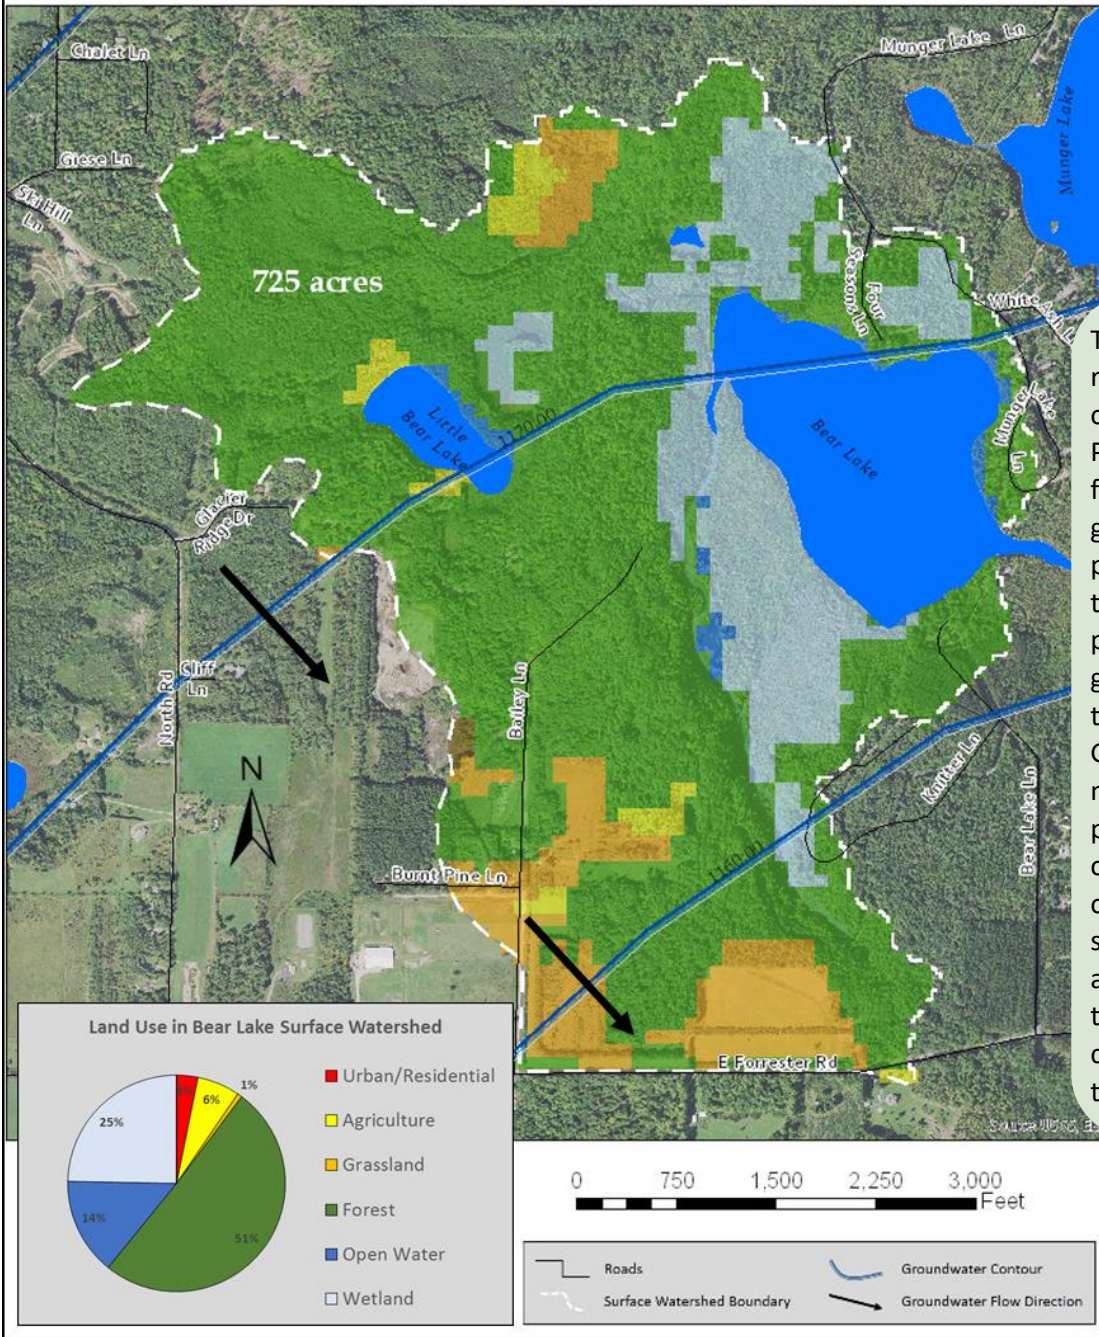 Chalet Ln
Giese Ln
Ski Hill
Ln
Munger Lake Ln
Munger Lake
725 acres
Four
Seasons Ln
White Ash L
Munger Lake
Ln
Little
Bear Lake
1170.00
Bear Lake
Glacier
Ridge Dr
Cliff
Ln
North Rd
Bailey Ln
N
Knitter Ln
Bear Lake Ln
1160.00
Burnt Pine Ln
E Forrester Rd
Source: USGS, E
Land Use in Bear Lake Surface Watershed
6%
1%
25%
14%
51%
Urban/Residential
Agriculture
Grassland
Forest
Open Water
Wetland
0 750 1,500 2,250 3,000
Feet
Roads
Surface Watershed Boundary
Groundwater Contour
Groundwater Flow Direction